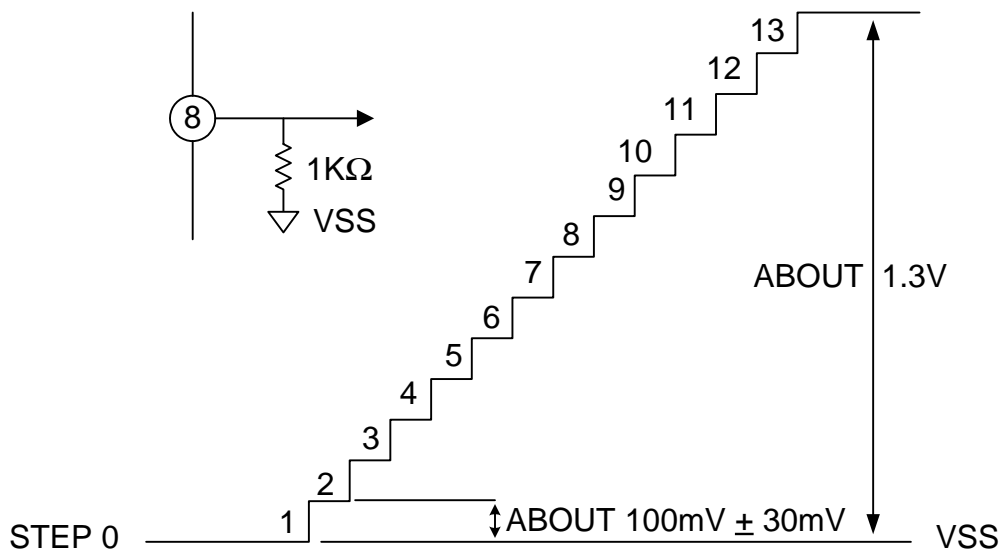 13
12
11
10
9
8
7
6
5
4
3
2
1
8
1KΩ
VSS
ABOUT 1.3V
ABOUT 100mV ± 30mV
STEP 0
VSS